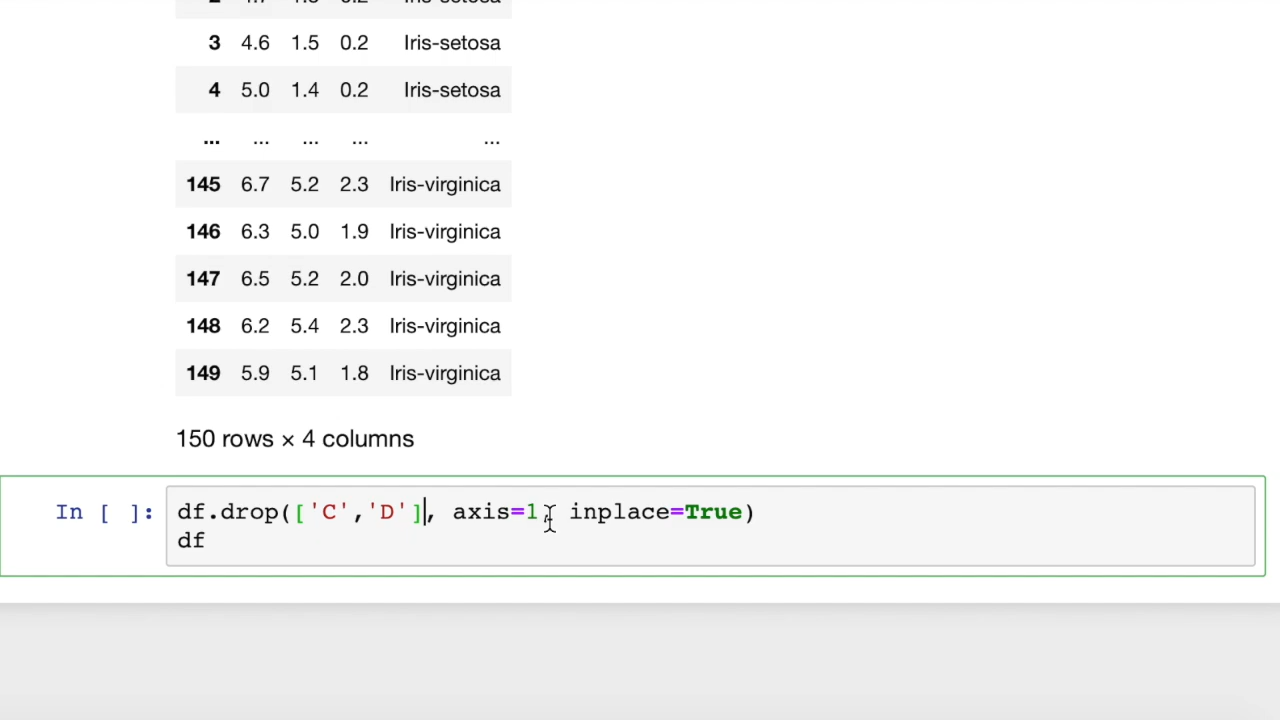 3 4.6 1.5 0.2 Iris-setosa
4 5.0 1.4 0.2 Iris-setosa
... ... ... ... ...
145 6.7 5.2 2.3 Iris-virginica
146 6.3 5.0 1.9 Iris-virginica
147 6.5 5.2 2.0 Iris-virginica
148 6.2 5.4 2.3 Iris-virginica
149 5.9 5.1 1.8 Iris-virginica
150 rows × 4 columns
In [ ]: df.drop(['C','D'], axis=1, inplace=True)
df